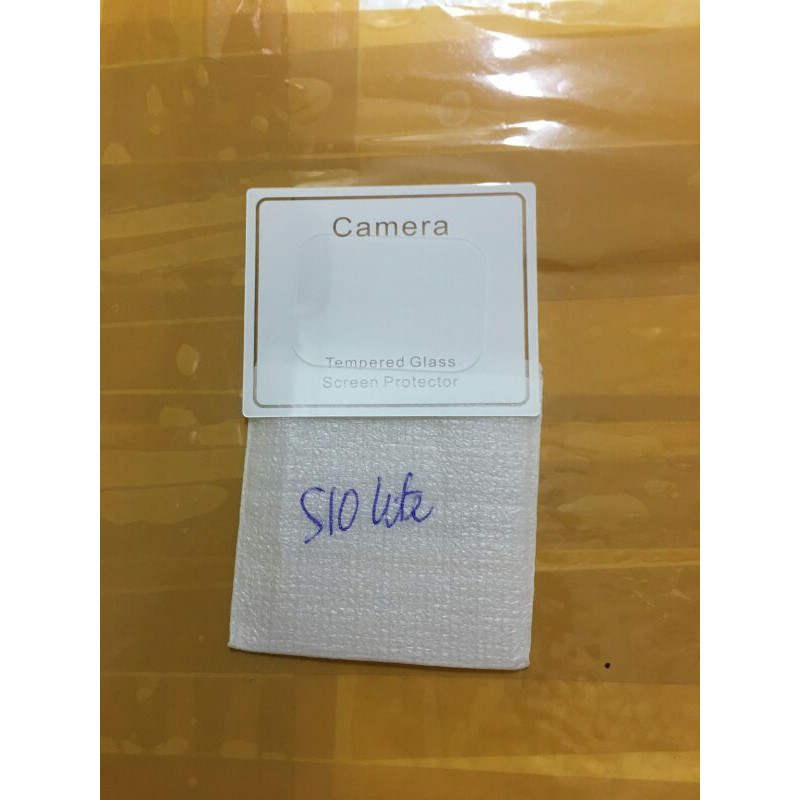 Camera
Tempered Glass
Screen Protector
S10 lite